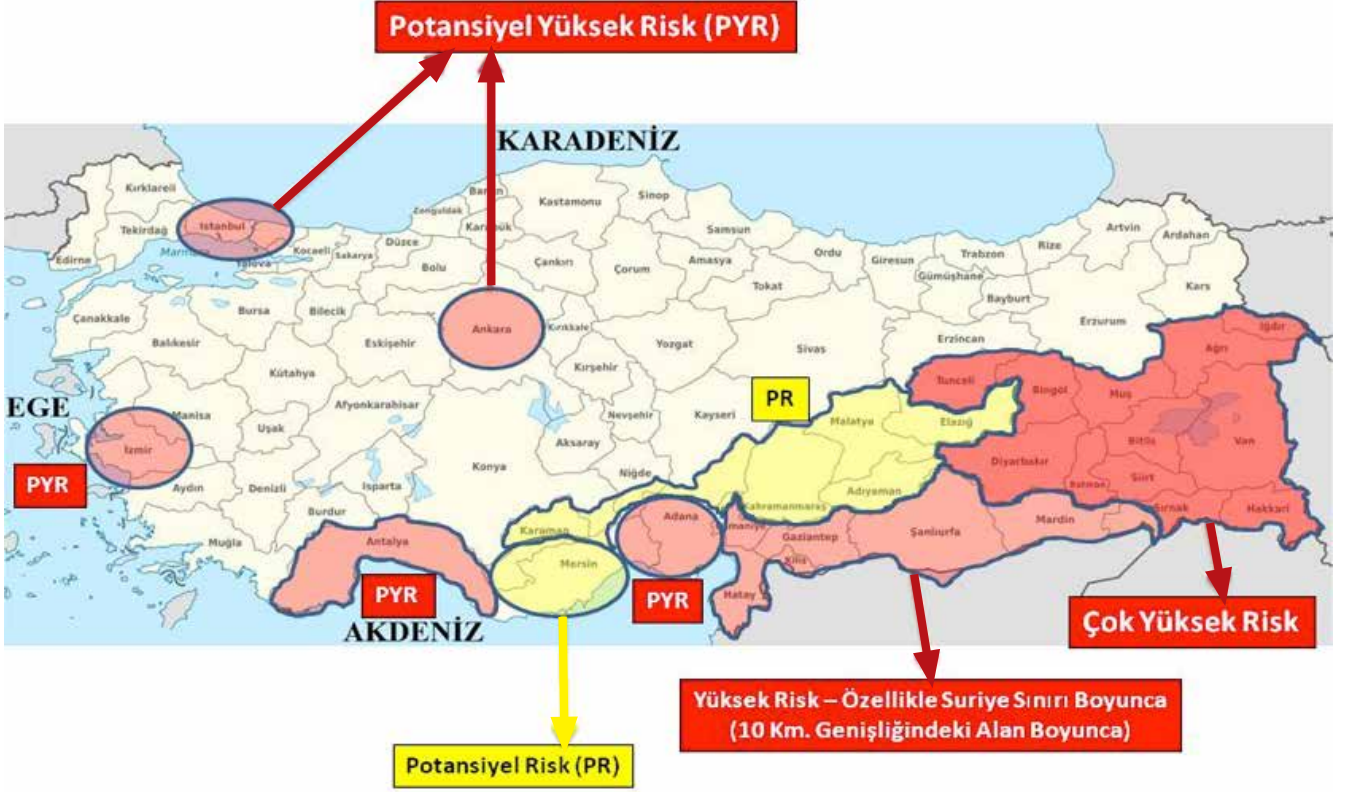 Potansiyel Yüksek Risk (PYR)
KARADENİZ
Kırklareli
Sinop
Bartın
Kastamonu
Zonguldak
Karabük
Artvin
Ardahan
Edirne
Tekirdağ
İstanbul
Marmara
Yalova
Kocaeli
Sakarya
Düzce
Bolu
Çankırı
Çorum
Samsun
Amasya
Tokat
Ordu
Giresun
Trabzon
Rize
Gümüşhane
Bayburt
Kars
Çanakkale
Balıkesir
Bursa
Bilecik
Eskişehir
Ankara
Kırıkkale
Yozgat
Sivas
Erzincan
Erzurum
Iğdır
Ağrı
Kütahya
Kırşehir
PR
Tunceli
Bingöl
Muş
EGE
Manisa
Uşak
Afyonkarahisar
Nevşehir
Kayseri
Malatya
Elazığ
Bitlis
Van
İzmir
Aksaray
PYR
Aydın
Denizli
Isparta
Konya
Niğde
Diyarbakır
Batman
Siirt
Adıyaman
Kahramanmaraş
Şırnak
Hakkari
Burdur
Muğla
Antalya
Karaman
Mersin
Adana
Osmaniye
Gaziantep
Kilis
Şanlıurfa
Mardin
PYR
PYR
Hatay
AKDENİZ
Çok Yüksek Risk
Yüksek Risk – Özellikle Suriye Sınırı Boyunca
(10 Km. Genişliğindeki Alan Boyunca)
Potansiyel Risk (PR)